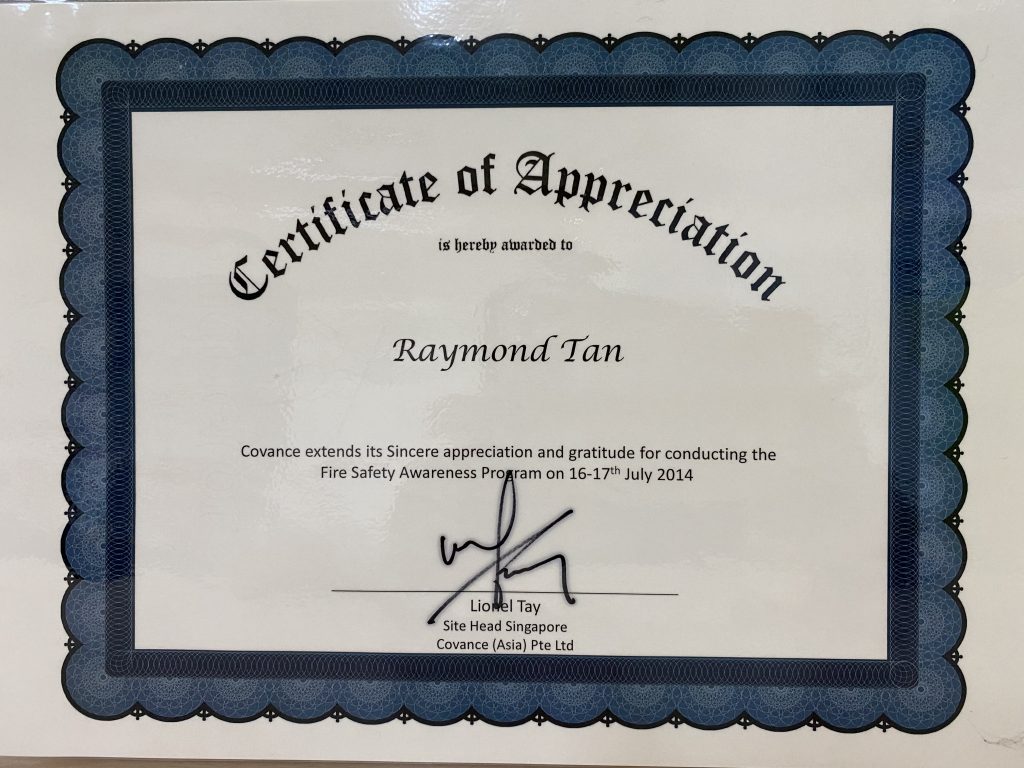 Certificate of Appreciation
is hereby awarded to
Raymond Tan
Covance extends its Sincere appreciation and gratitude for conducting the
Fire Safety Awareness Program on 16-17th July 2014
Lionel Tay
Site Head Singapore
Covance (Asia) Pte Ltd